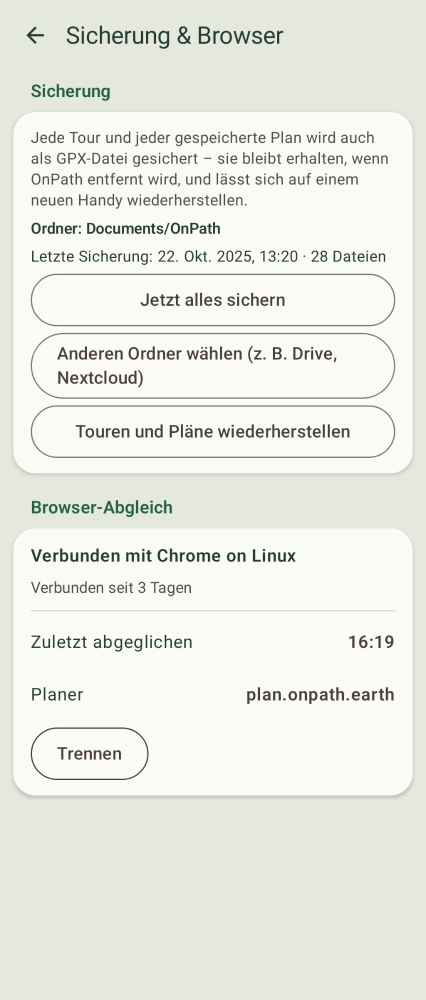 Sicherung & Browser
Sicherung
Jede Tour und jeder gespeicherte Plan wird auch
als GPX-Datei gesichert – sie bleibt erhalten, wenn
OnPath entfernt wird, und lässt sich auf einem
neuen Handy wiederherstellen.
Ordner: Documents/OnPath
Letzte Sicherung: 22. Okt. 2025, 13:20 · 28 Dateien
Jetzt alles sichern
Anderen Ordner wählen (z. B. Drive,
Nextcloud)
Touren und Pläne wiederherstellen
Browser-Abgleich
Verbunden mit Chrome on Linux
Verbunden seit 3 Tagen
Zuletzt abgeglichen 16:19
Planer plan.onpath.earth
Trennen